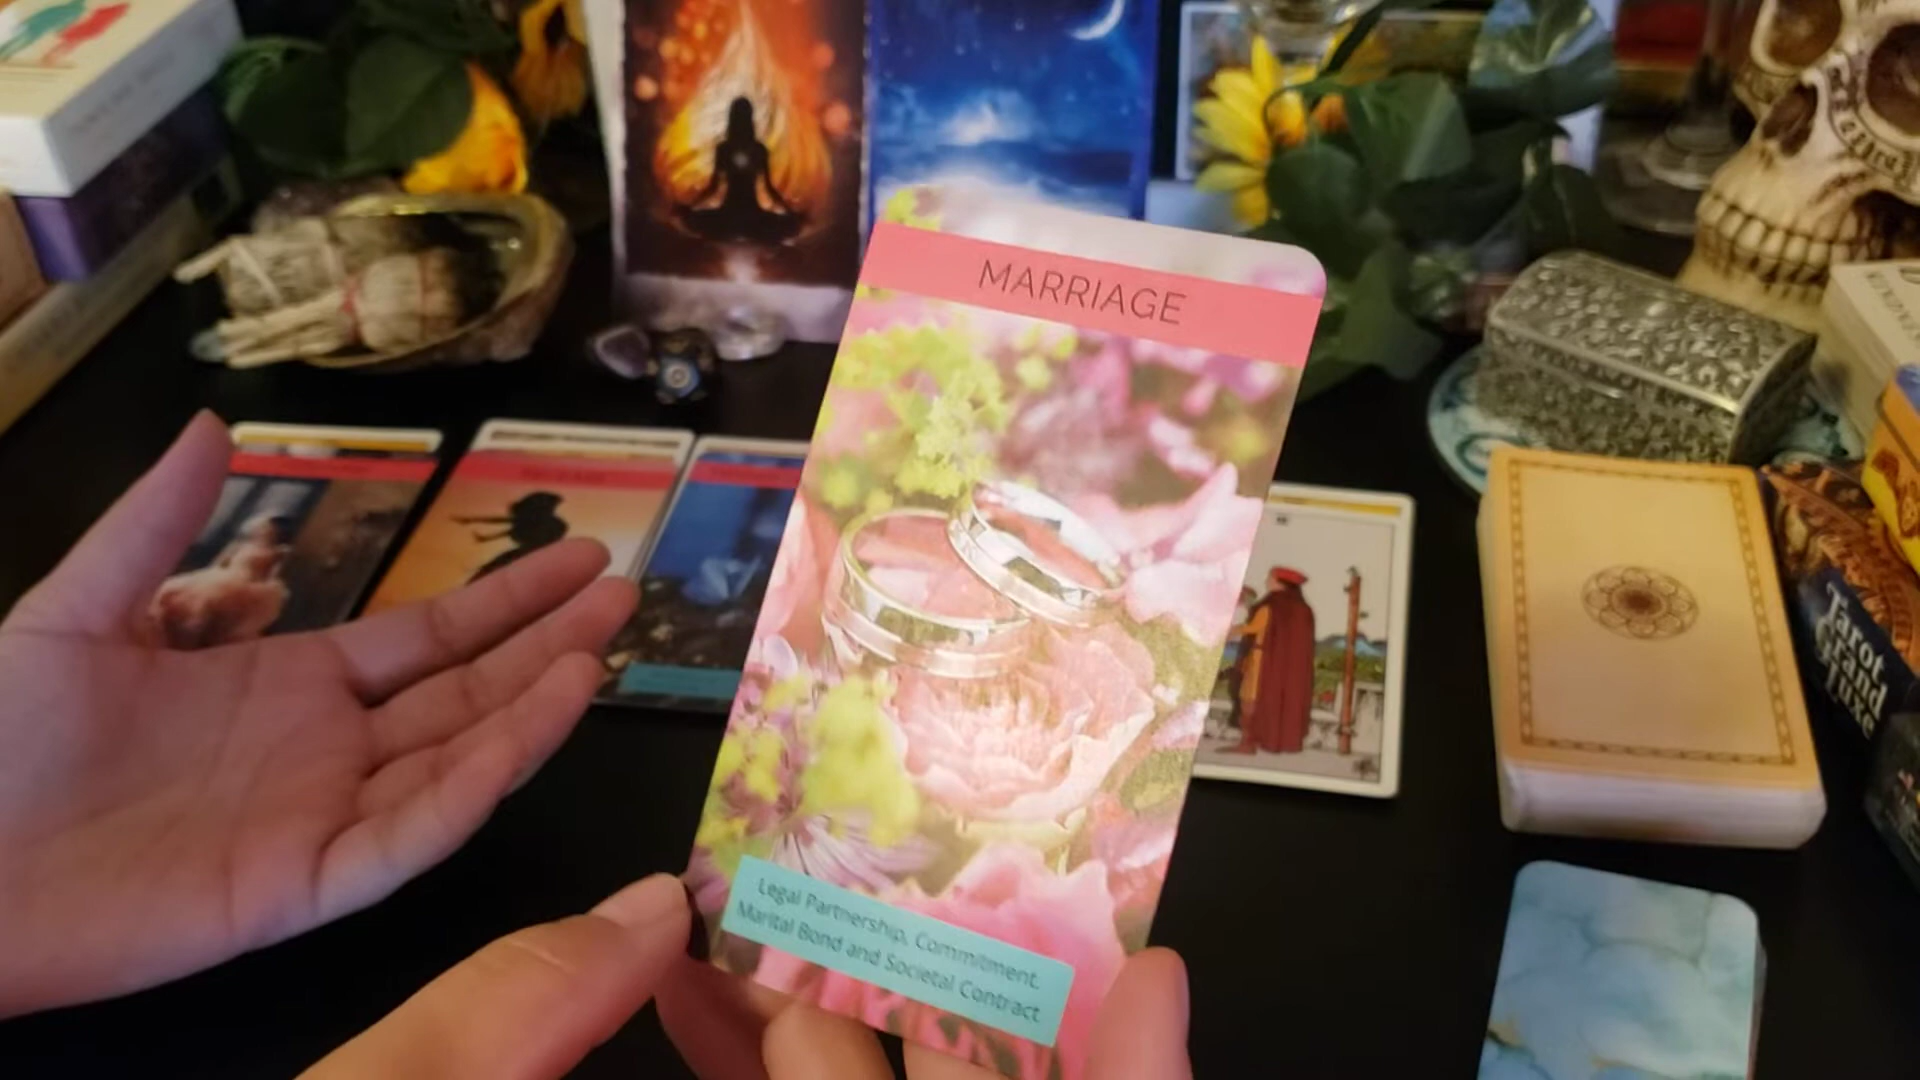 MARRIAGE
Legal Partnership, Commitment,
Marital Bond and Societal Contract
Tarot
Grand
Luxe